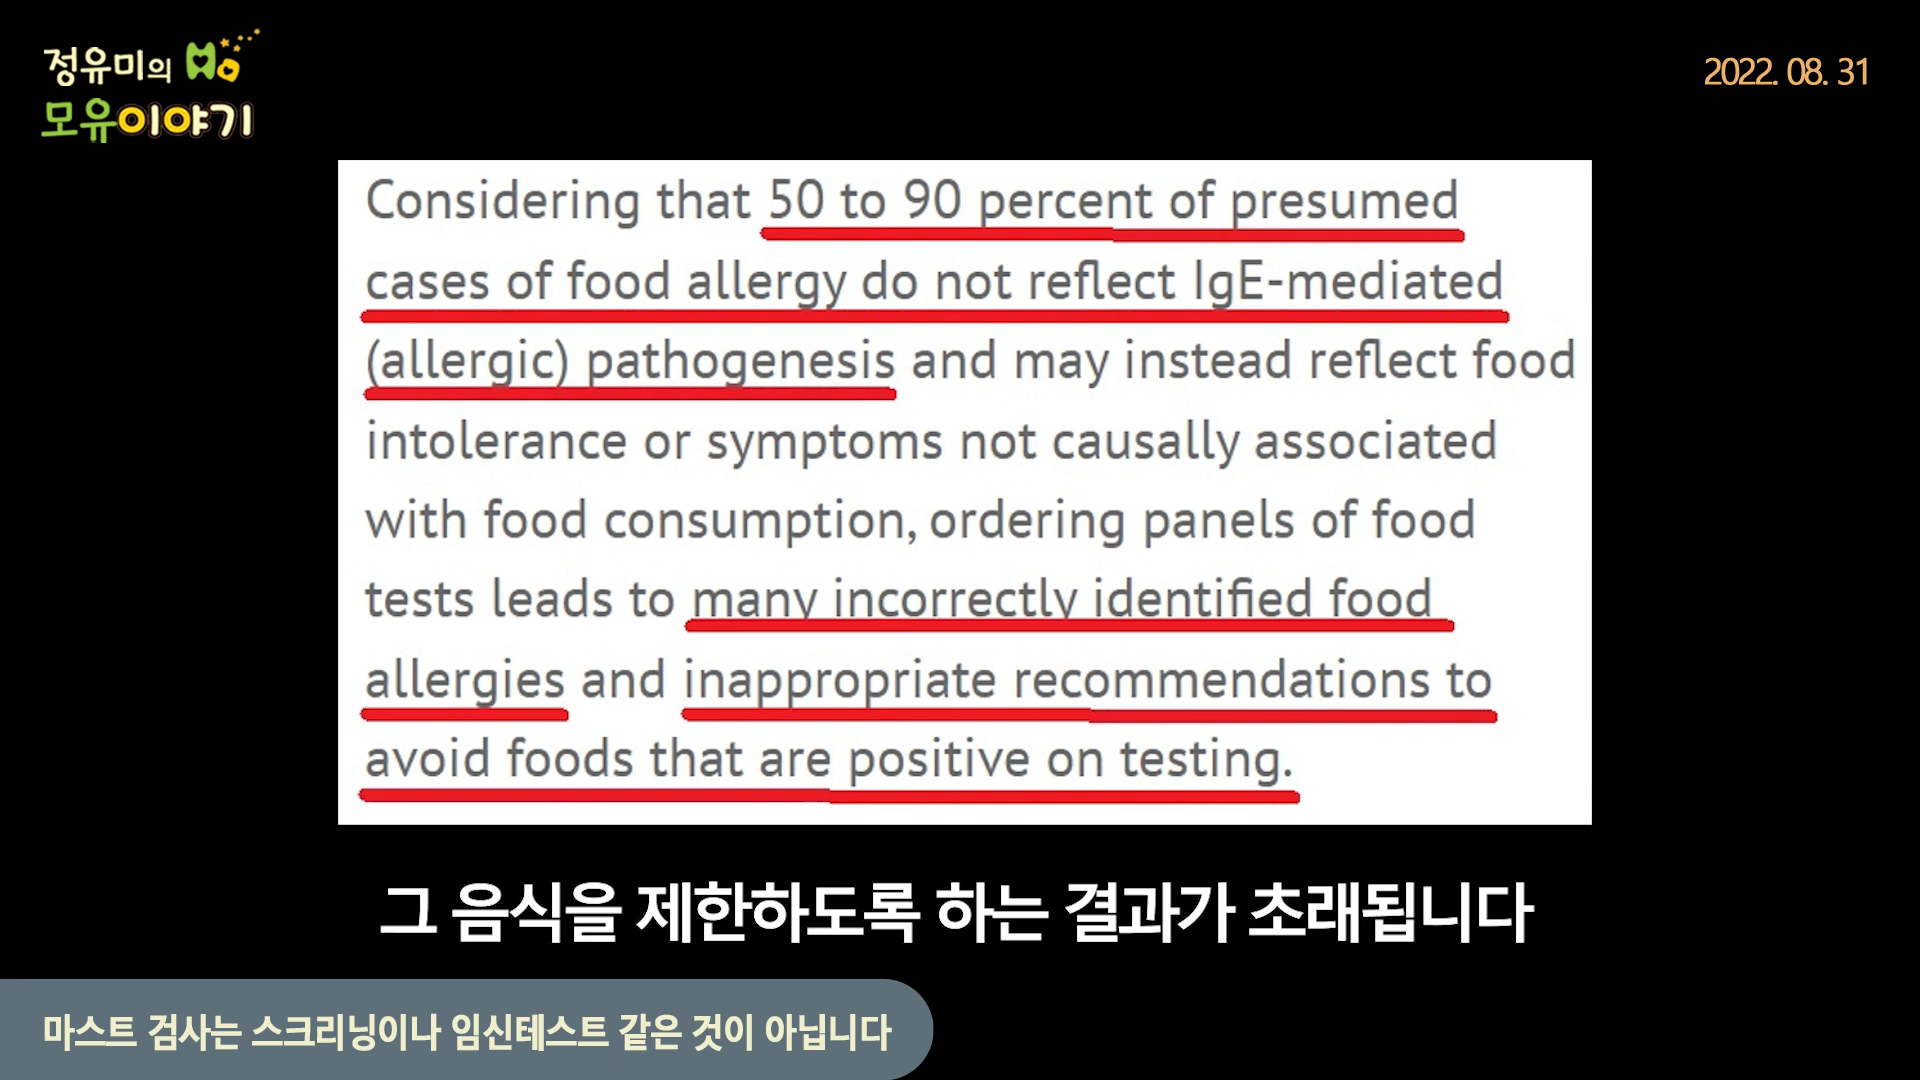 정유미의
모유이야기
2022. 08. 31
Considering that 50 to 90 percent of presumed
cases of food allergy do not reflect IgE-mediated
(allergic) pathogenesis and may instead reflect food
intolerance or symptoms not causally associated
with food consumption, ordering panels of food
tests leads to many incorrectly identified food
allergies and inappropriate recommendations to
avoid foods that are positive on testing.
그 음식을 제한하도록 하는 결과가 초래됩니다
마스트 검사는 스크리닝이나 임신테스트 같은 것이 아닙니다